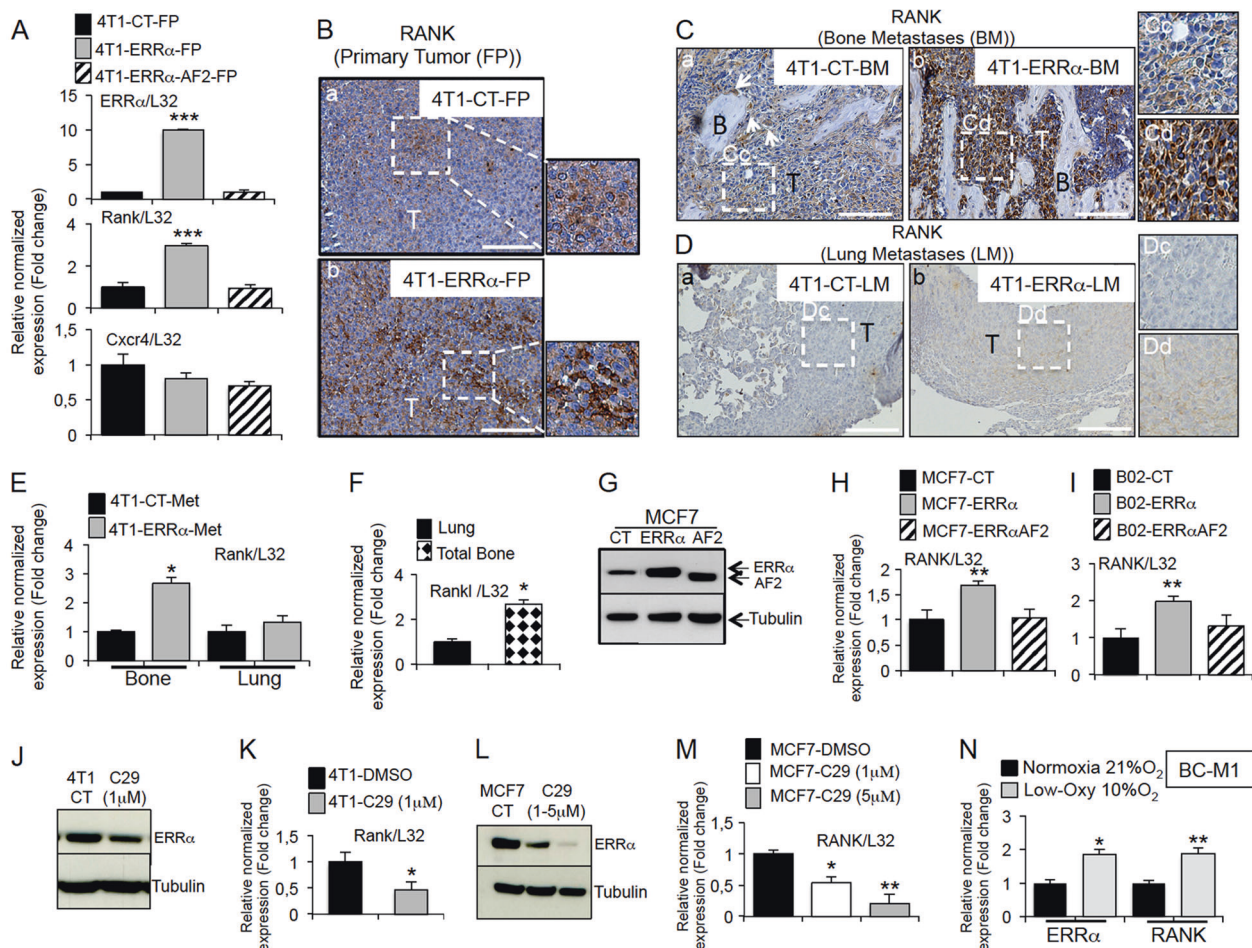 A
4T1-CT-FP
4T1-ERRα-FP
4T1-ERRα-AF2-FP
ERRα/L32
***
15
10
5
0
Rank/L32
***
4
2
0
Cxcr4/L32
1
0,5
0
Relative normalized
expression (Fold change)
B
RANK
(Primary Tumor (FP))
a
4T1-CT-FP
T
b
4T1-ERRα-FP
T
C
RANK
(Bone Metastases (BM))
a
4T1-CT-BM
B
Cc
T
b
4T1-ERRα-BM
Cd
T
B
Cc
Cd
D
RANK
(Lung Metastases (LM))
a
4T1-CT-LM
Dc
T
b
4T1-ERRα-LM
T
Dd
Dc
Dd
E
4T1-CT-Met
4T1-ERRα-Met
Rank/L32
Relative normalized
expression (Fold change)
4
3
2
1
0
*
Bone
Lung
F
Lung
Total Bone
Relative normalized
expression (Fold change)
Rankl /L32
4
2
0
*
G
MCF7
CT ERRα AF2
ERRα
AF2
Tubulin
H
MCF7-CT
MCF7-ERRα
MCF7-ERRαAF2
RANK/L32
Relative normalized
expression (Fold change)
2
1,5
1
0,5
0
**
I
B02-CT
B02-ERRα
B02-ERRαAF2
RANK/L32
3
2
1
0
**
J
4T1 C29
CT (1μM)
ERRα
Tubulin
K
4T1-DMSO
4T1-C29 (1μM)
Rank/L32
Relative normalized
expression (Fold change)
1,5
1
0,5
0
*
L
MCF7 C29
CT (1-5μM)
ERRα
Tubulin
M
MCF7-DMSO
MCF7-C29 (1μM)
MCF7-C29 (5μM)
RANK/L32
Relative normalized
expression (Fold change)
1,5
1
0,5
0
*
**
N
Normoxia 21%O₂
Low-Oxy 10%O₂
BC-M1
Relative normalized
expression (Fold change)
3
2
1
0
*
**
ERRα
RANK